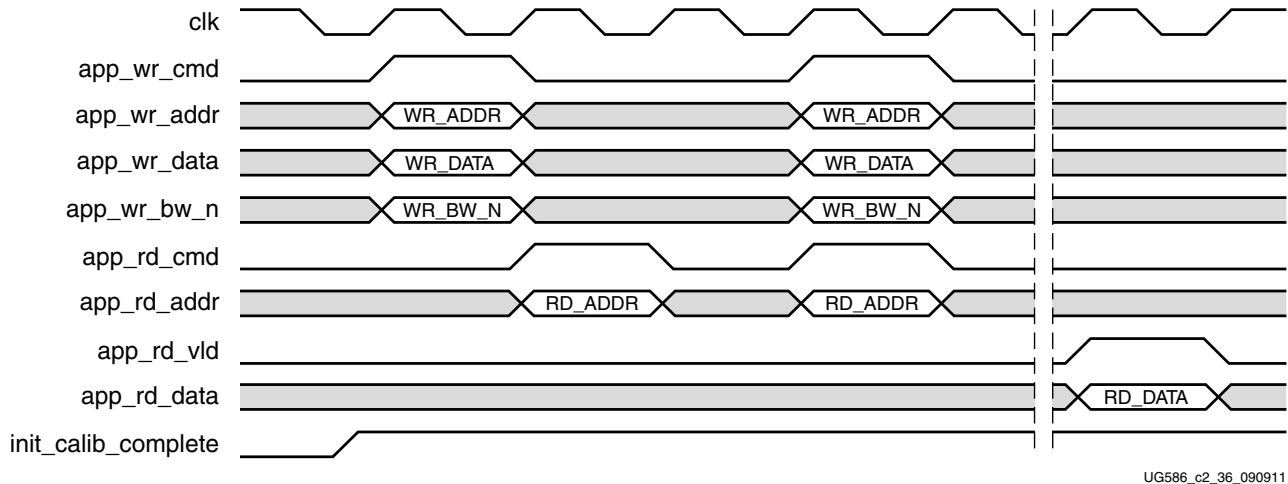 clk
app_wr_cmd
app_wr_addr WR_ADDR WR_ADDR
app_wr_data WR_DATA WR_DATA
app_wr_bw_n WR_BW_N WR_BW_N
app_rd_cmd
app_rd_addr RD_ADDR RD_ADDR
app_rd_vld
app_rd_data RD_DATA
init_calib_complete
UG586_c2_36_090911